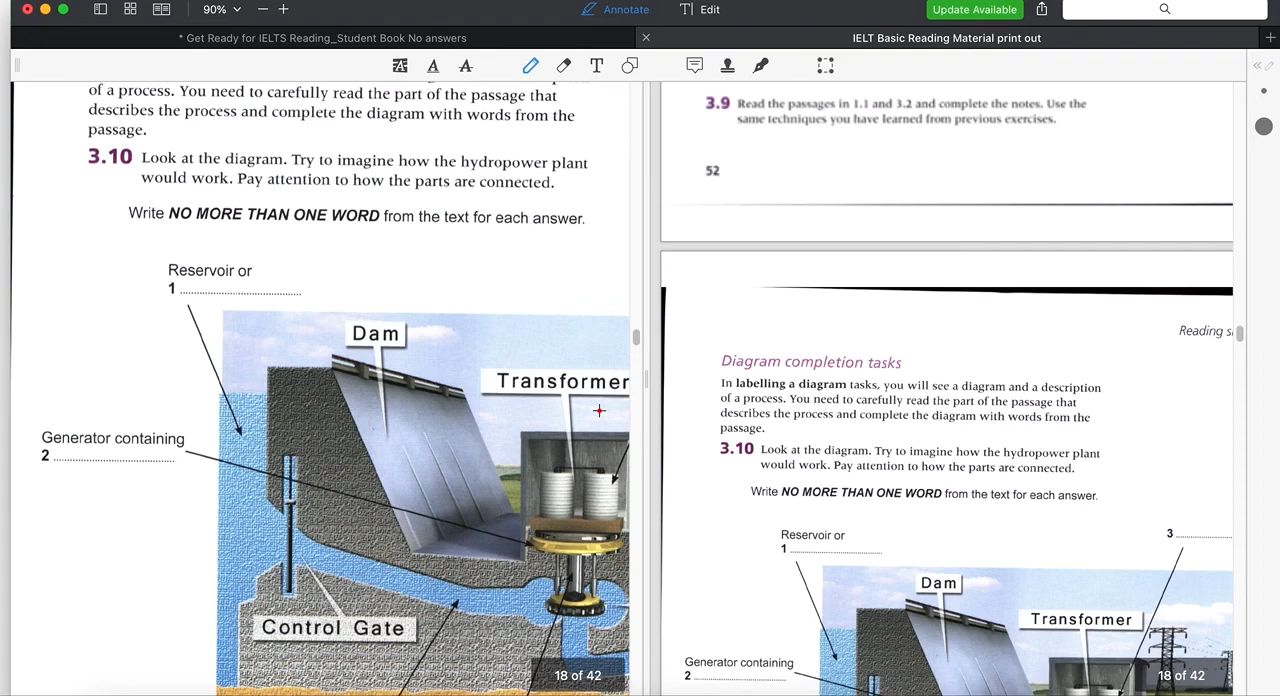 90%
Annotate
Edit
Update Available
* Get Ready for IELTS Reading_Student Book No answers
IELT Basic Reading Material print out
of a process. You need to carefully read the part of the passage that
describes the process and complete the diagram with words from the
passage.
3.10 Look at the diagram. Try to imagine how the hydropower plant
would work. Pay attention to how the parts are connected.
Write NO MORE THAN ONE WORD from the text for each answer.
Reservoir or
1
Dam
Transformer
Generator containing
2
Control Gate
18 of 42
3.9 Read the passages in 1.1 and 3.2 and complete the notes. Use the
same techniques you have learned from previous exercises.
52
Reading s
Diagram completion tasks
In labelling a diagram tasks, you will see a diagram and a description
of a process. You need to carefully read the part of the passage that
describes the process and complete the diagram with words from the
passage.
3.10 Look at the diagram. Try to imagine how the hydropower plant
would work. Pay attention to how the parts are connected.
Write NO MORE THAN ONE WORD from the text for each answer.
Reservoir or
1
3
Dam
Transformer
Generator containing
2
18 of 42